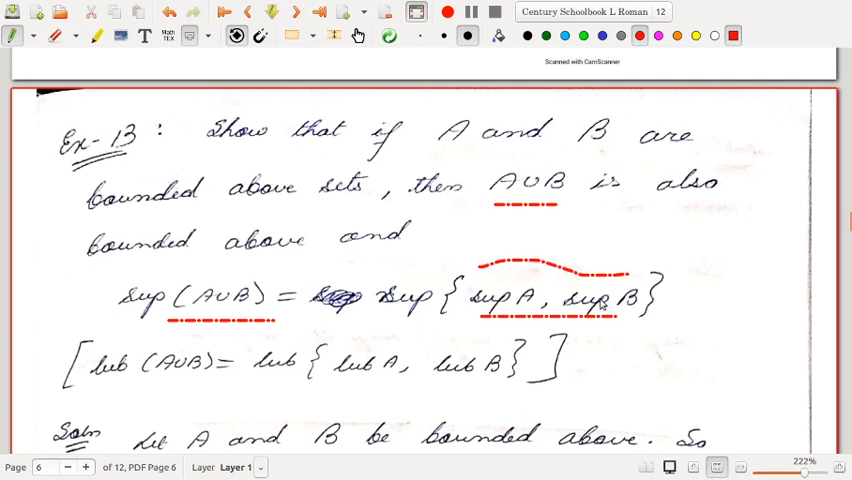 Century Schoolbook L Roman 12
T Math TEX
Scanned with CamScanner
Ex-13 : Show that if A and B are
bounded above sets, then A∪B is also
bounded above and
sup (A∪B) = sup { sup A, sup B }
[ lub (A∪B) = lub { lub A, lub B } ]
Soln Let A and B be bounded above. So
Page 6 of 12, PDF Page 6 Layer Layer 1 222%